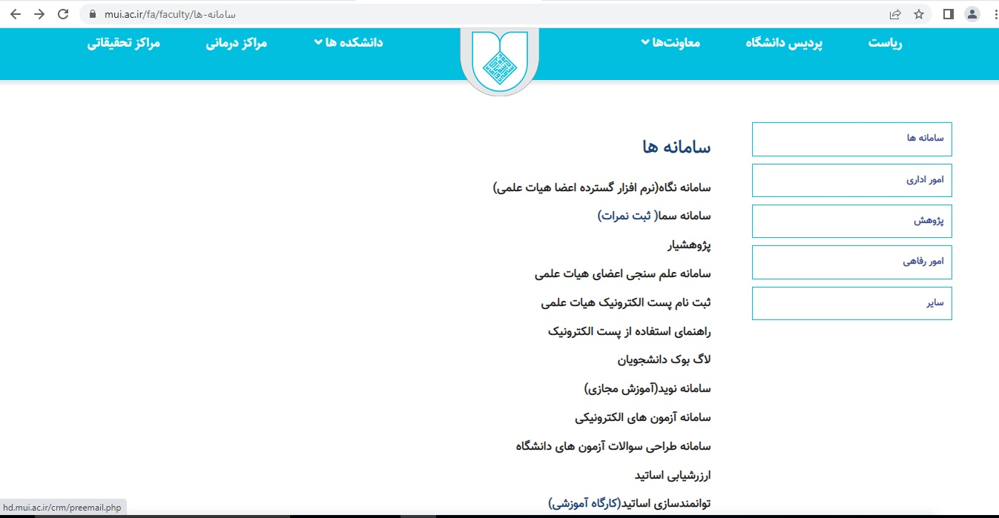 mui.ac.ir/fa/faculty/سامانه-ها
ریاست
پردیس دانشگاه
معاونت‌ها
دانشکده ها
مراکز درمانی
مراکز تحقیقاتی
سامانه ها
امور اداری
پژوهش
امور رفاهی
سایر
سامانه ها
سامانه نگاه(نرم افزار گسترده اعضا هیات علمی)
سامانه سما( ثبت نمرات)
پژوهشیار
سامانه علم سنجی اعضای هیات علمی
ثبت نام پست الکترونیک هیات علمی
راهنمای استفاده از پست الکترونیک
لاگ بوک دانشجویان
سامانه نوید(آموزش مجازی)
سامانه آزمون های الکترونیکی
سامانه طراحی سوالات آزمون های دانشگاه
ارزرشیابی اساتید
توانمندسازی اساتید(کارگاه آموزشی)
hd.mui.ac.ir/crm/preemail.php